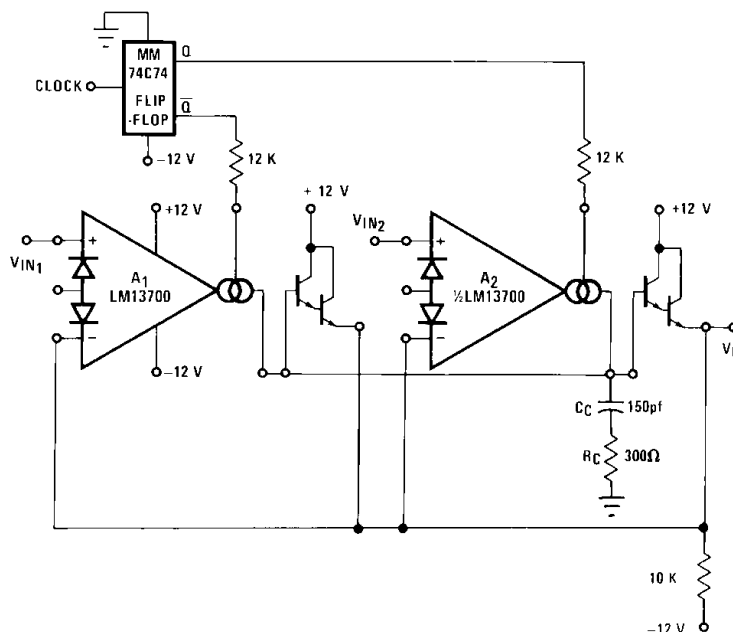 MM
74C74
FLIP
-FLOP
Q
Q̅
CLOCK
−12 V
12 K
12 K
+12 V
+ 12 V
+12 V
VIN1
VIN2
+
−
A1
LM13700
+
−
A2
½LM13700
−12 V
CC
150pf
RC
300Ω
10 K
−12 V